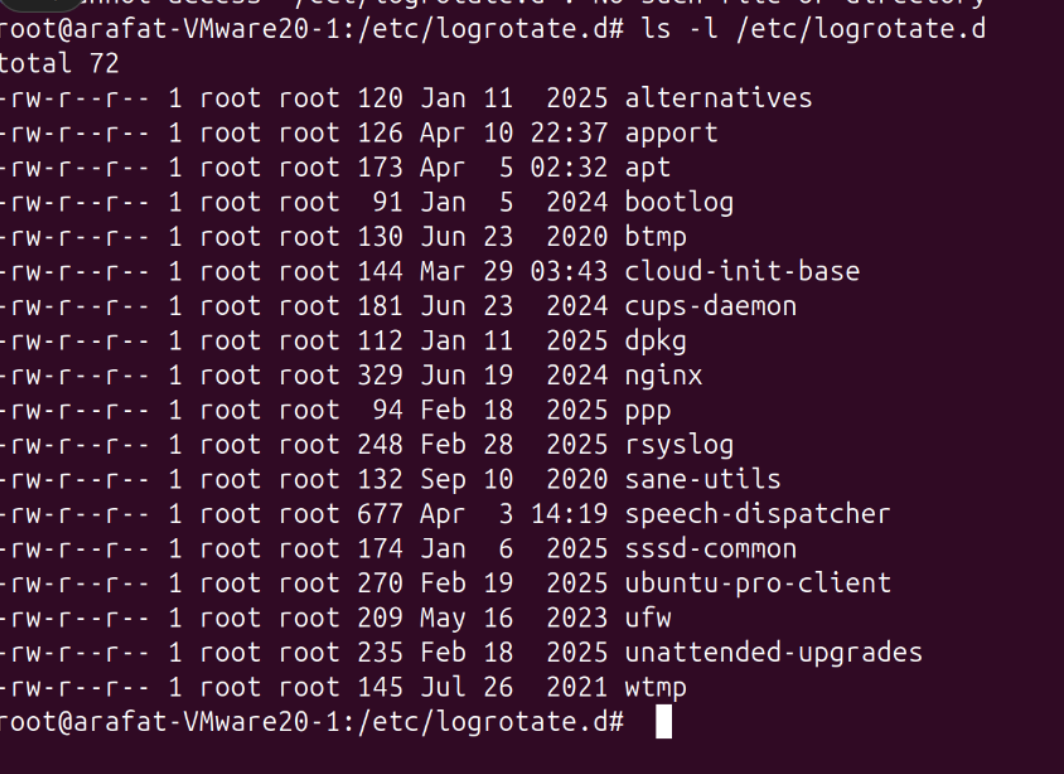 nnot access '/etc/logrotatevd': No such file or directory
root@arafat-VMware20-1:/etc/logrotate.d# ls -l /etc/logrotate.d
total 72
-rw-r--r-- 1 root root 120 Jan 11  2025 alternatives
-rw-r--r-- 1 root root 126 Apr 10 22:37 apport
-rw-r--r-- 1 root root 173 Apr  5 02:32 apt
-rw-r--r-- 1 root root  91 Jan  5  2024 bootlog
-rw-r--r-- 1 root root 130 Jun 23  2020 btmp
-rw-r--r-- 1 root root 144 Mar 29 03:43 cloud-init-base
-rw-r--r-- 1 root root 181 Jun 23  2024 cups-daemon
-rw-r--r-- 1 root root 112 Jan 11  2025 dpkg
-rw-r--r-- 1 root root 329 Jun 19  2024 nginx
-rw-r--r-- 1 root root  94 Feb 18  2025 ppp
-rw-r--r-- 1 root root 248 Feb 28  2025 rsyslog
-rw-r--r-- 1 root root 132 Sep 10  2020 sane-utils
-rw-r--r-- 1 root root 677 Apr  3 14:19 speech-dispatcher
-rw-r--r-- 1 root root 174 Jan  6  2025 sssd-common
-rw-r--r-- 1 root root 270 Feb 19  2025 ubuntu-pro-client
-rw-r--r-- 1 root root 209 May 16  2023 ufw
-rw-r--r-- 1 root root 235 Feb 18  2025 unattended-upgrades
-rw-r--r-- 1 root root 145 Jul 26  2021 wtmp
root@arafat-VMware20-1:/etc/logrotate.d#